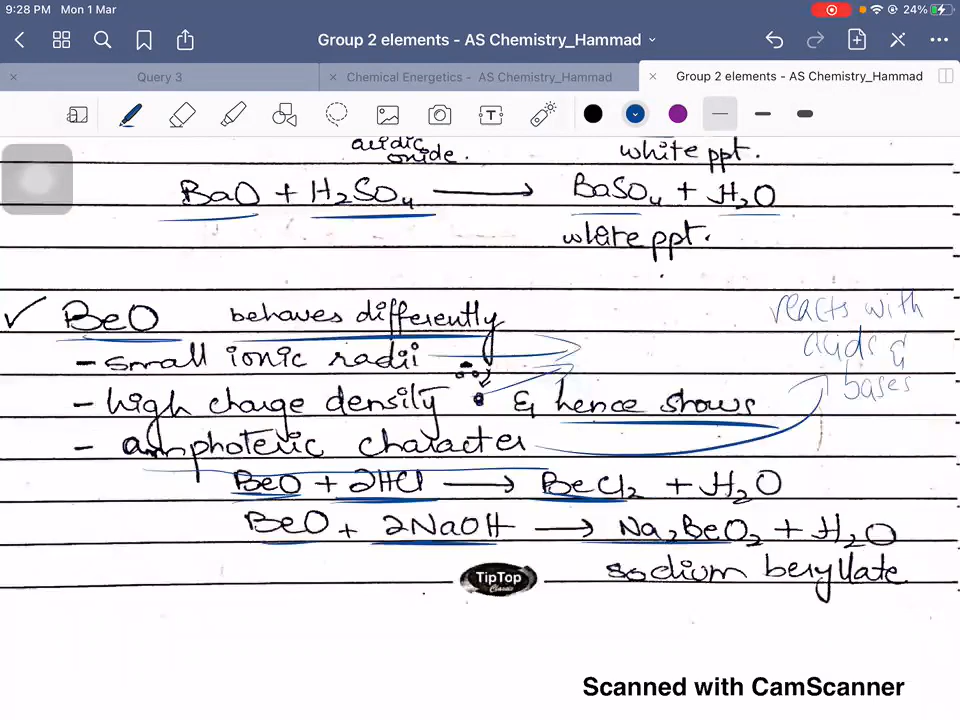 9:28 PM Mon 1 Mar
24%
Group 2 elements - AS Chemistry_Hammad
Query 3
Chemical Energetics - AS Chemistry_Hammad
Group 2 elements - AS Chemistry_Hammad
acidic oxide.
white ppt.
BaO + H₂SO₄ ⟶ BaSO₄ + H₂O
white ppt.
✓ BeO behaves differently
reacts with
acids &
bases
- small ionic radii
- high charge density & hence shows
- amphoteric character
BeO + 2HCl ⟶ BeCl₂ + H₂O
BeO + 2NaOH ⟶ Na₂BeO₂ + H₂O
sodium beryllate
TipTop
Classics
Scanned with CamScanner